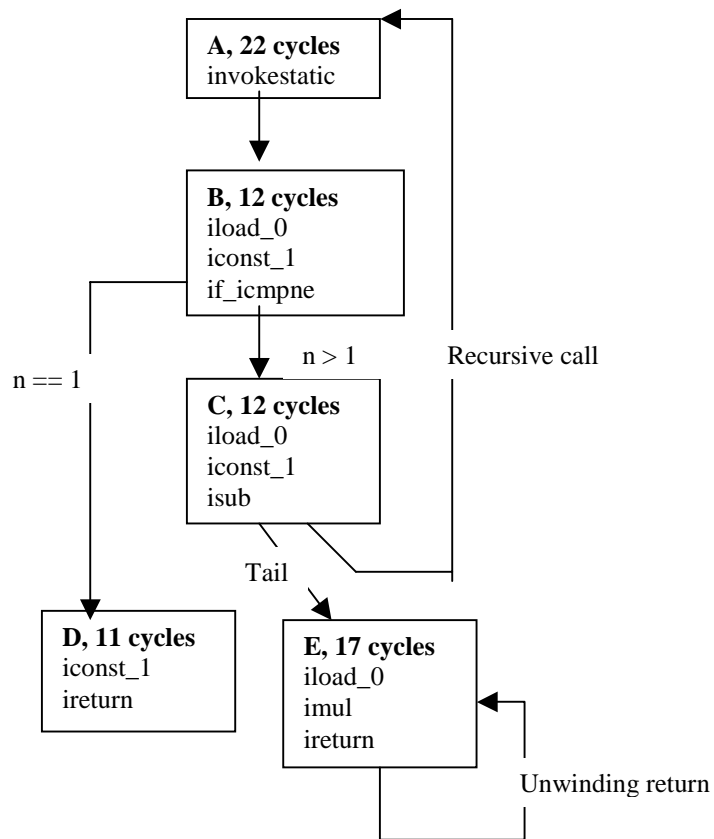 A, 22 cycles
invokestatic
B, 12 cycles
iload_0
iconst_1
if_icmpne
n > 1
Recursive call
n == 1
C, 12 cycles
iload_0
iconst_1
isub
Tail
D, 11 cycles
iconst_1
ireturn
E, 17 cycles
iload_0
imul
ireturn
Unwinding return